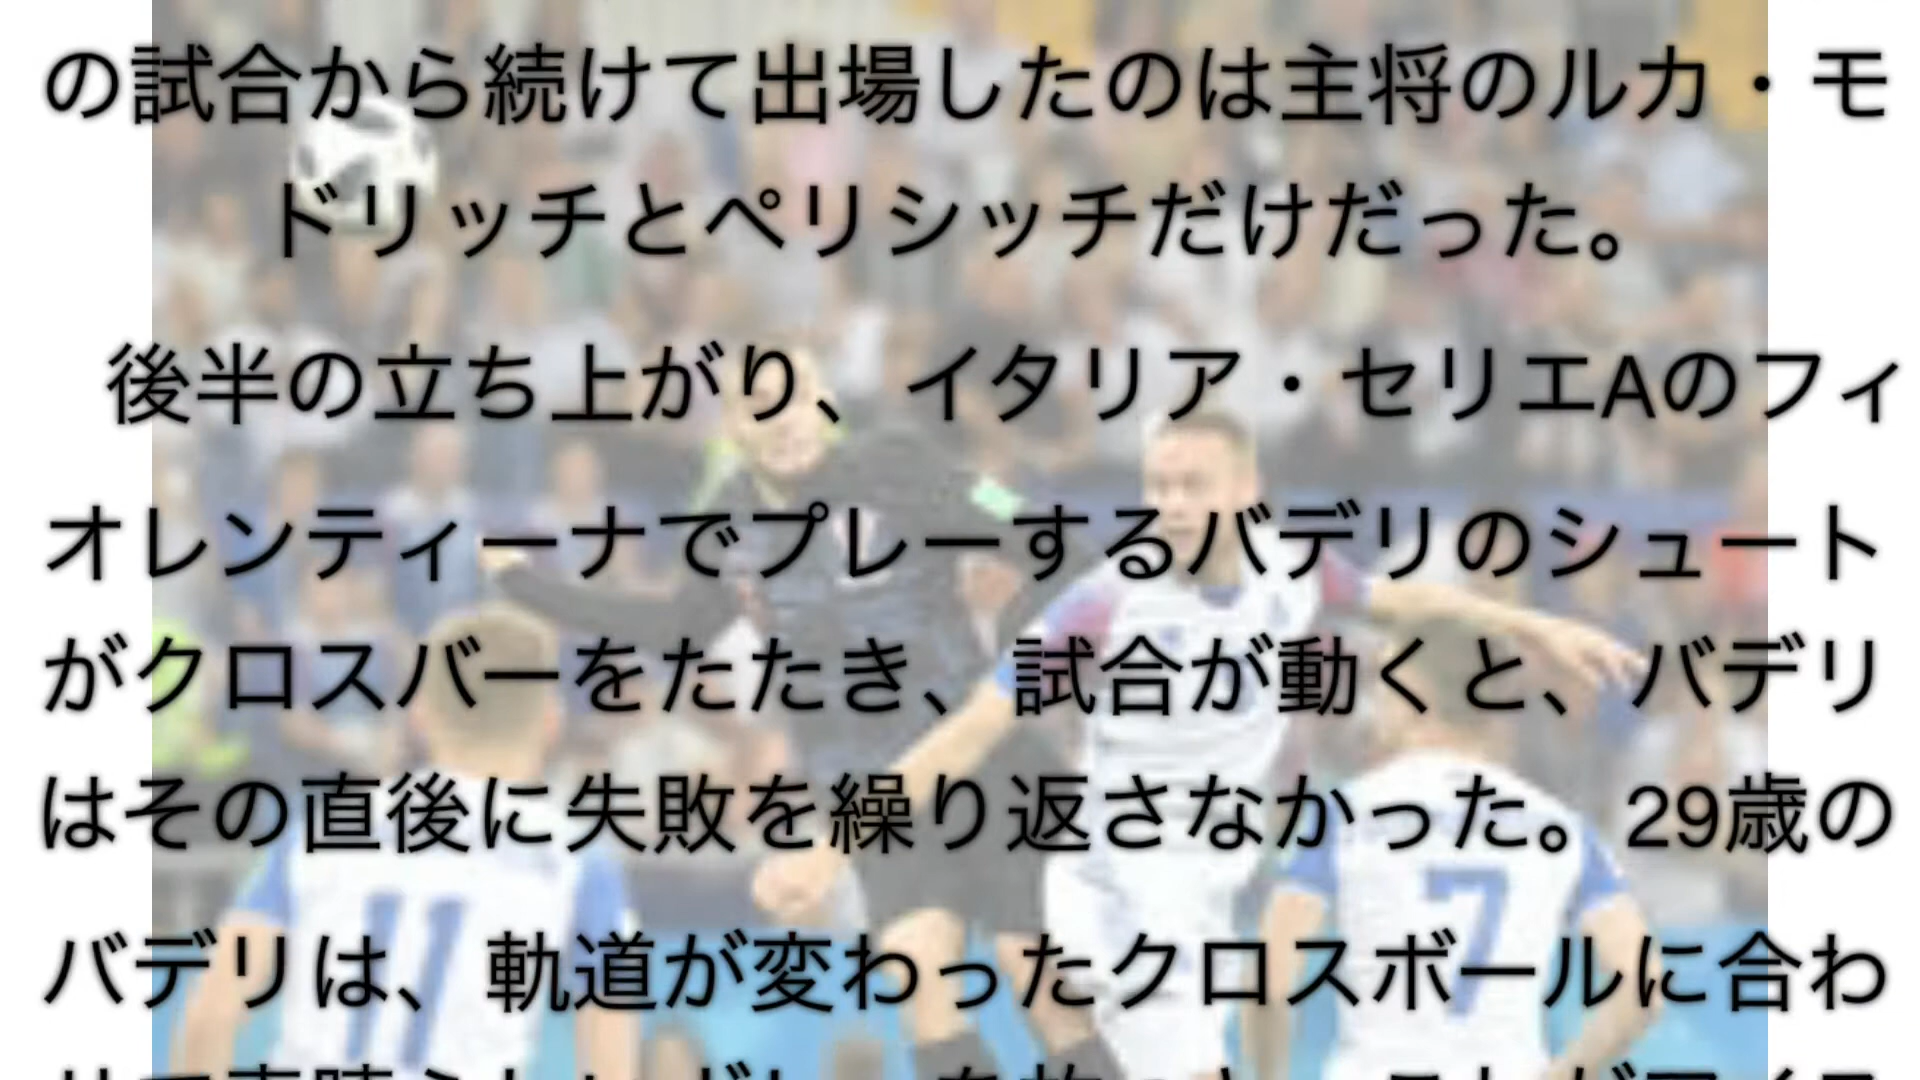 の試合から続けて出場したのは主将のルカ・モ
ドリッチとペリシッチだけだった。
後半の立ち上がり、イタリア・セリエAのフィ
オレンティーナでプレーするバデリのシュート
がクロスバーをたたき、試合が動くと、バデリ
はその直後に失敗を繰り返さなかった。29歳の
バデリは、軌道が変わったクロスボールに合わ
11
7